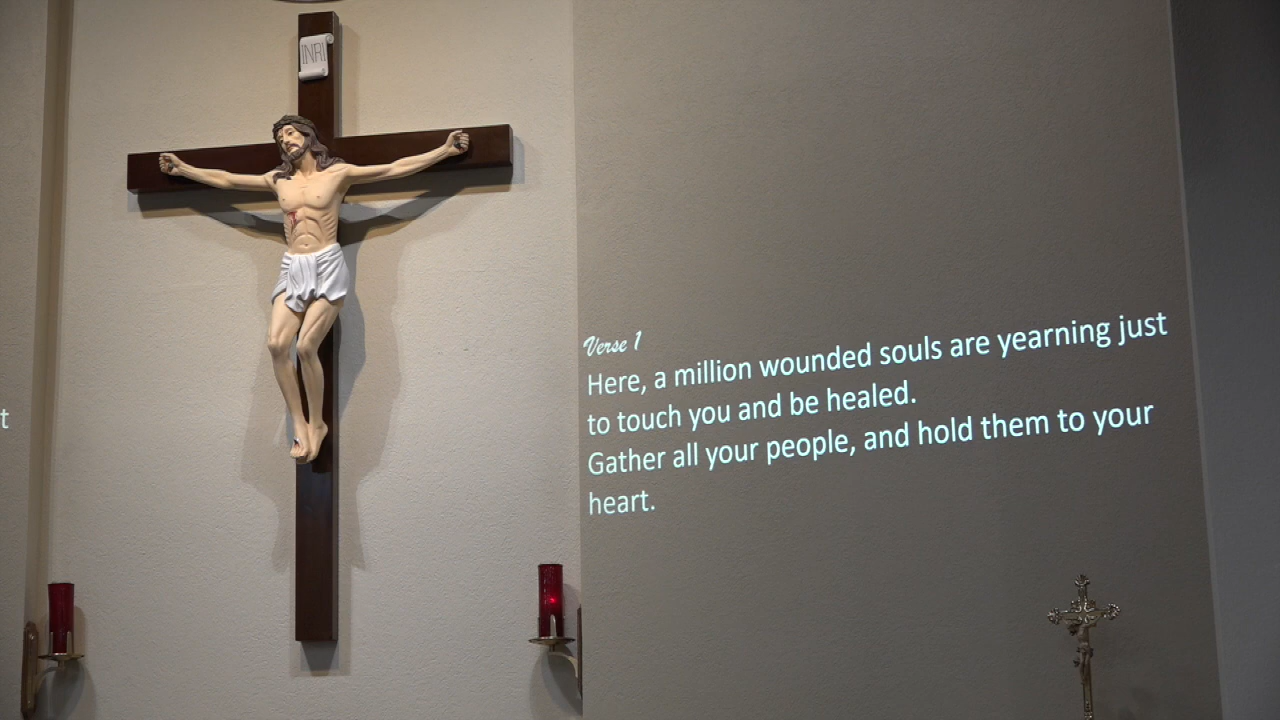 INRI
t
Verse 1
Here, a million wounded souls are yearning just
to touch you and be healed.
Gather all your people, and hold them to your
heart.